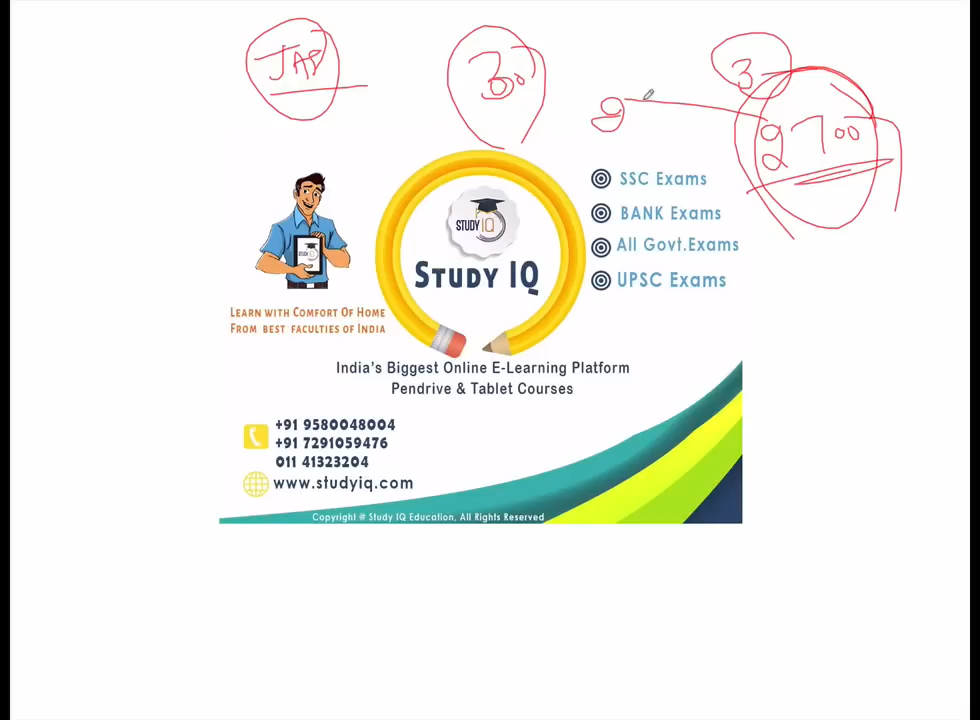 JAP
300
3
9
9700
STUDY IQ
STUDY IQ
SSC Exams
BANK Exams
All Govt.Exams
UPSC Exams
LEARN WITH COMFORT OF HOME
FROM BEST FACULTIES OF INDIA
India's Biggest Online E-Learning Platform
Pendrive & Tablet Courses
+91 9580048004
+91 7291059476
011 41323204
www.studyiq.com
Copyright @ Study IQ Education, All Rights Reserved